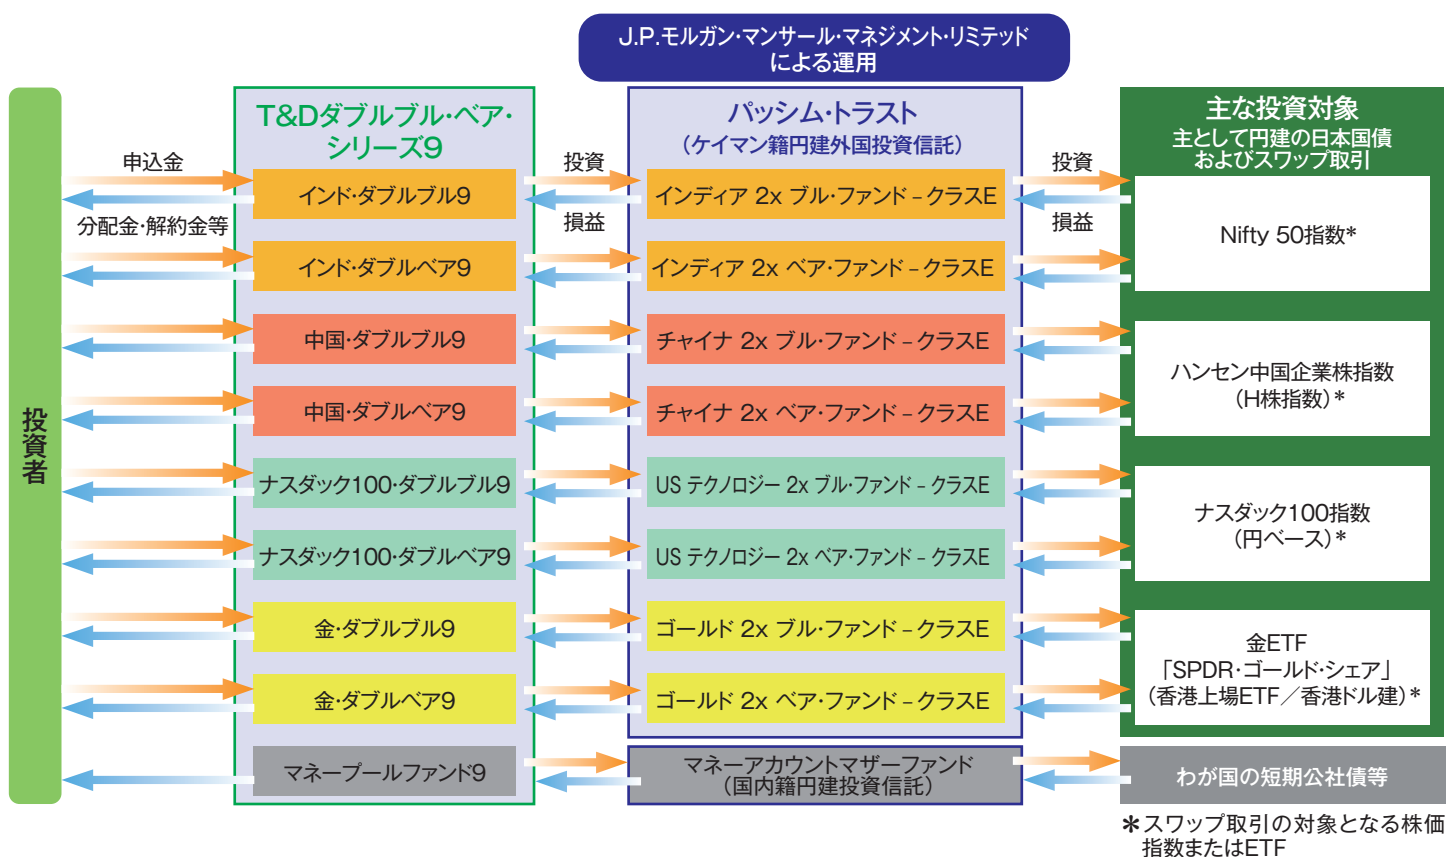 J.P.モルガン・マンサール・マネジメント・リミテッド
による運用
投資者
申込金
分配金・解約金等
T&Dダブルブル・ベア・
シリーズ9
投資
損益
パッシム・トラスト
（ケイマン籍円建外国投資信託）
投資
損益
主な投資対象
主として円建の日本国債
およびスワップ取引
インド・ダブルブル9
インディア 2x ブル・ファンド－クラスE
Nifty 50指数*
インド・ダブルベア9
インディア 2x ベア・ファンド－クラスE
中国・ダブルブル9
チャイナ 2x ブル・ファンド－クラスE
ハンセン中国企業株指数
（H株指数）*
中国・ダブルベア9
チャイナ 2x ベア・ファンド－クラスE
ナスダック100・ダブルブル9
US テクノロジー 2x ブル・ファンド－クラスE
ナスダック100指数
（円ベース）*
ナスダック100・ダブルベア9
US テクノロジー 2x ベア・ファンド－クラスE
金・ダブルブル9
ゴールド 2x ブル・ファンド－クラスE
金ETF
「SPDR・ゴールド・シェア」
（香港上場ETF／香港ドル建）*
金・ダブルベア9
ゴールド 2x ベア・ファンド－クラスE
マネープールファンド9
マネーアカウントマザーファンド
（国内籍円建投資信託）
わが国の短期公社債等
＊スワップ取引の対象となる株価
指数またはETF